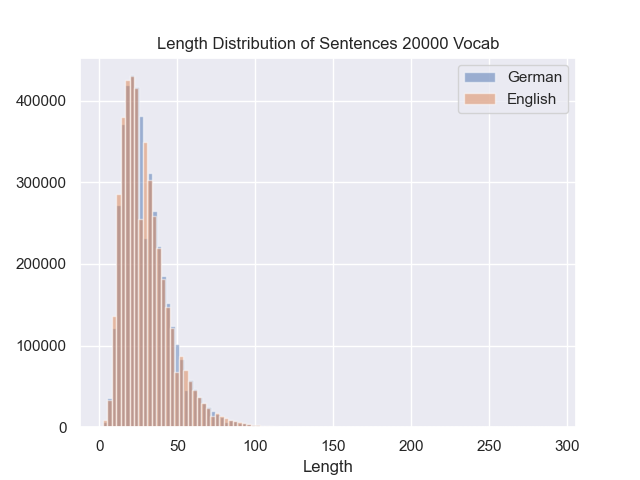 Length Distribution of Sentences 20000 Vocab
German
English
400000
300000
200000
100000
0
0 50 100 150 200 250 300
Length